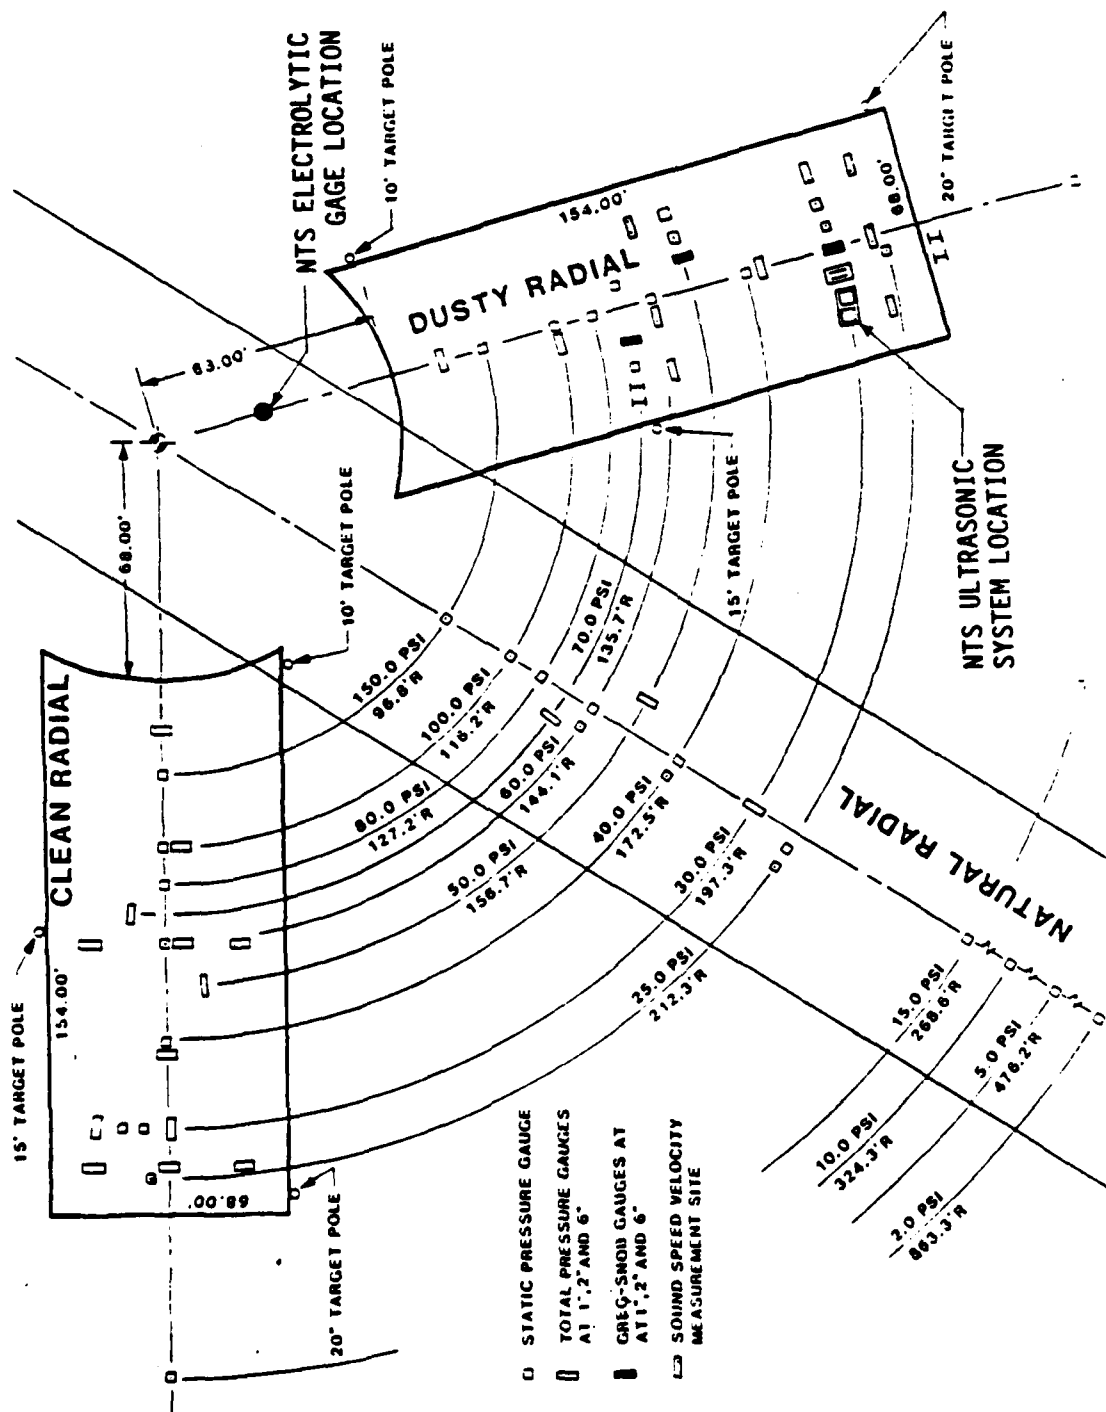 NTS ELECTROLYTIC
GAGE LOCATION
10' TARGET POLE
20' TARGET POLE
63.00'
DUSTY RADIAL
154.00'
68.00'
II
II
15' TARGET POLE
NTS ULTRASONIC
SYSTEM LOCATION
68.00'
10' TARGET POLE
CLEAN RADIAL
154.00'
15' TARGET POLE
68.00'
20' TARGET POLE
150.0 PSI
96.8'R
100.0 PSI
116.2'R
80.0 PSI
127.2'R
70.0 PSI
135.7'R
60.0 PSI
144.1'R
50.0 PSI
156.7'R
40.0 PSI
172.5'R
30.0 PSI
197.3'R
25.0 PSI
212.3'R
15.0 PSI
268.6'R
10.0 PSI
324.3'R
5.0 PSI
476.2'R
2.0 PSI
863.3'R
NATURAL RADIAL
STATIC PRESSURE GAUGE
TOTAL PRESSURE GAUGES
AT 1', 2' AND 6'
GREG-SNOB GAUGES AT
AT 1', 2' AND 6'
SOUND SPEED VELOCITY
MEASUREMENT SITE